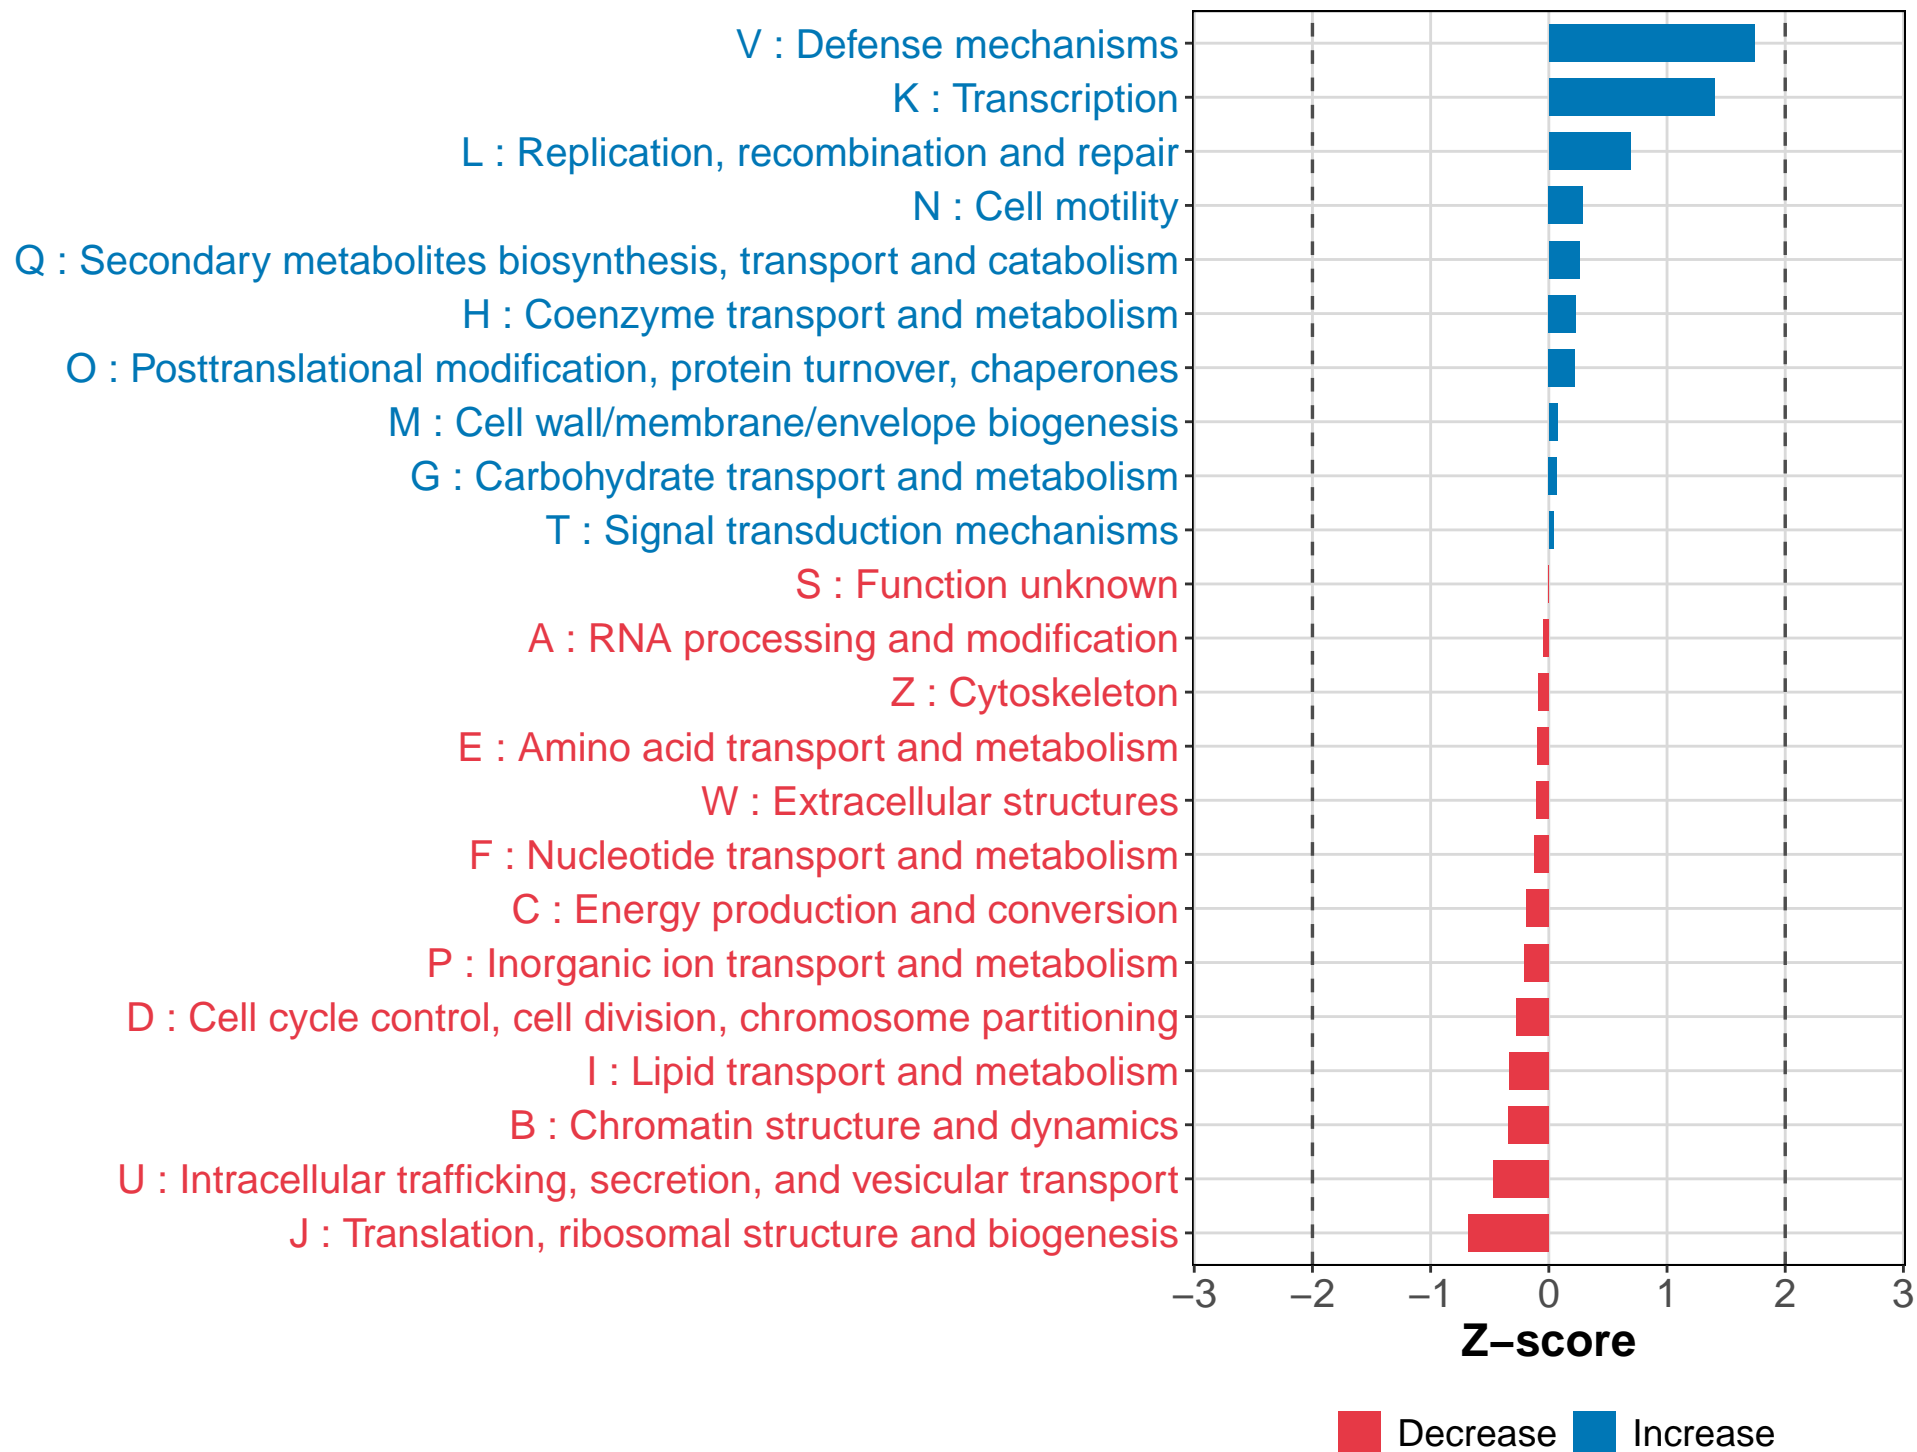 V : Defense mechanisms
K : Transcription
L : Replication, recombination and repair
N : Cell motility
Q : Secondary metabolites biosynthesis, transport and catabolism
H : Coenzyme transport and metabolism
O : Posttranslational modification, protein turnover, chaperones
M : Cell wall/membrane/envelope biogenesis
G : Carbohydrate transport and metabolism
T : Signal transduction mechanisms
S : Function unknown
A : RNA processing and modification
Z : Cytoskeleton
E : Amino acid transport and metabolism
W : Extracellular structures
F : Nucleotide transport and metabolism
C : Energy production and conversion
P : Inorganic ion transport and metabolism
D : Cell cycle control, cell division, chromosome partitioning
I : Lipid transport and metabolism
B : Chromatin structure and dynamics
U : Intracellular trafficking, secretion, and vesicular transport
J : Translation, ribosomal structure and biogenesis
−3 −2 −1 0 1 2 3
Z−score
Decrease Increase